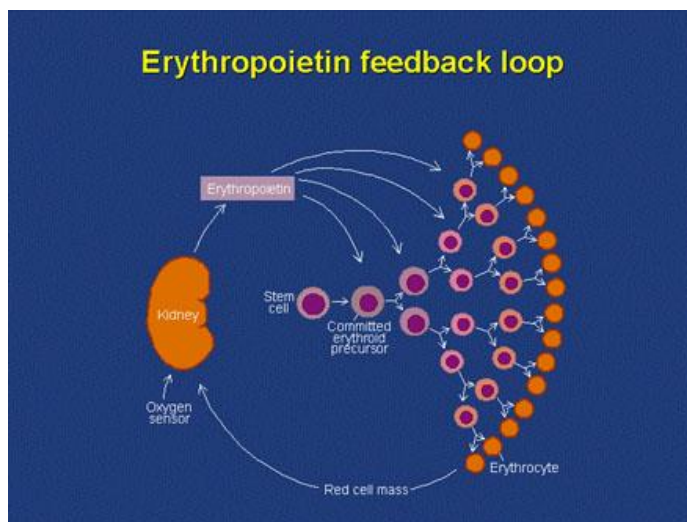 Erythropoietin feedback loop
Erythropoietin
Kidney
Stem
cell
Committed
erythroid
precursor
Oxygen
sensor
Erythrocyte
Red cell mass